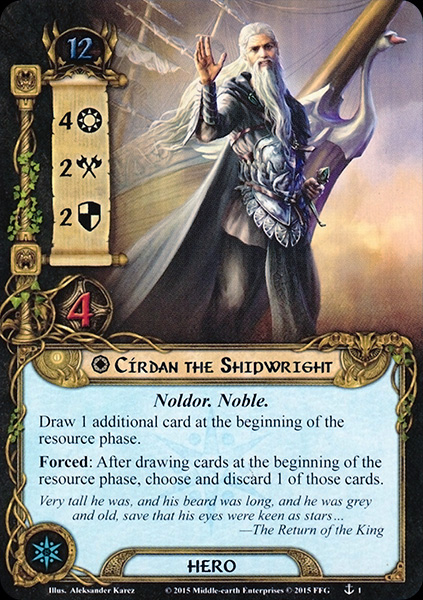 12
4
2
2
4
Círdan the Shipwright
Noldor. Noble.
Draw 1 additional card at the beginning of the
resource phase.
Forced: After drawing cards at the beginning of the
resource phase, choose and discard 1 of those cards.
Very tall he was, and his beard was long, and he was grey
and old, save that his eyes were keen as stars…
—The Return of the King
HERO
Illus. Aleksander Karcz © 2015 Middle-earth Enterprises © 2015 FFG 1